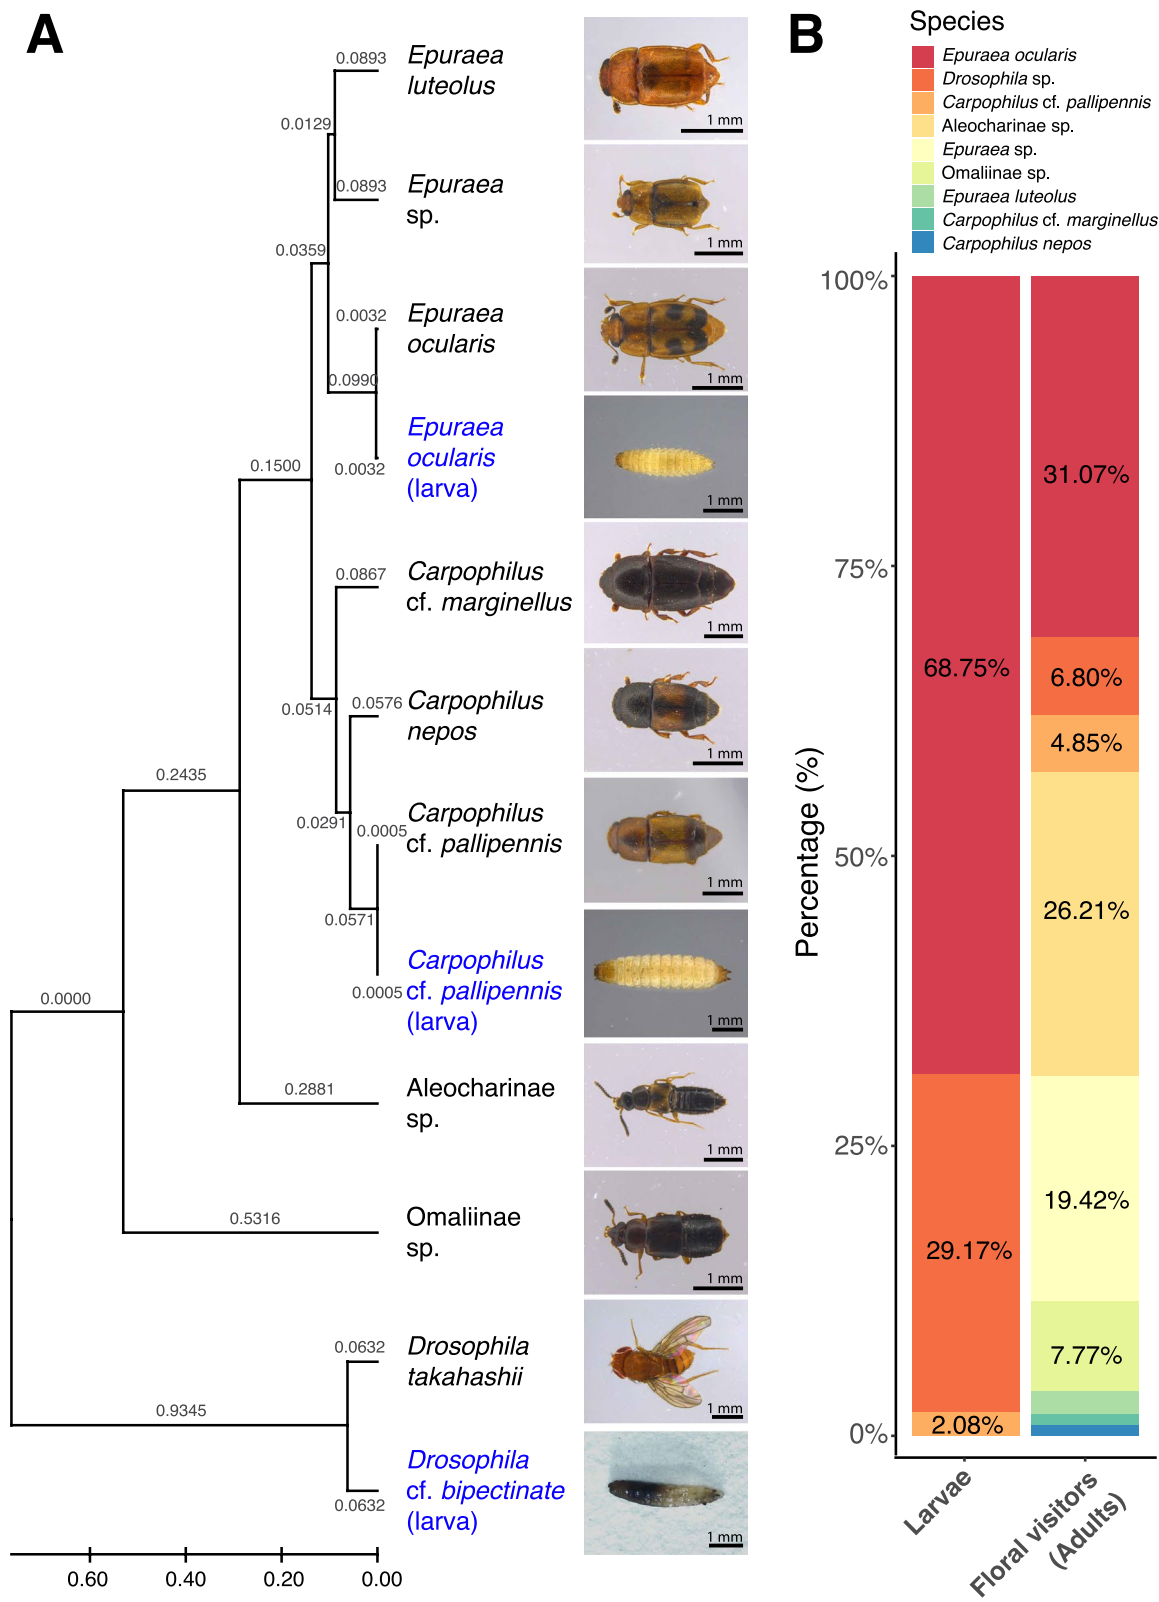 A
0.0893
Epuraea
luteolus
1 mm
0.0129
0.0893
Epuraea
sp.
1 mm
0.0359
0.0032
Epuraea
ocularis
0.0990
1 mm
Epuraea
ocularis
(larva)
0.0032
0.1500
1 mm
0.0867
Carpophilus
cf. marginellus
1 mm
0.0514
0.0576
Carpophilus
nepos
1 mm
0.2435
0.0291
0.0005
Carpophilus
cf. pallipennis
1 mm
0.0571
Carpophilus
cf. pallipennis
(larva)
0.0005
1 mm
0.0000
0.2881
Aleocharinae
sp.
1 mm
0.5316
Omaliinae
sp.
1 mm
0.0632
Drosophila
takahashii
1 mm
0.9345
Drosophila
cf. bipectinate
(larva)
0.0632
1 mm
0.60 0.40 0.20 0.00
B
Species
Epuraea ocularis
Drosophila sp.
Carpophilus cf. pallipennis
Aleocharinae sp.
Epuraea sp.
Omaliinae sp.
Epuraea luteolus
Carpophilus cf. marginellus
Carpophilus nepos
Percentage (%)
100%
75%
50%
25%
0%
68.75%
29.17%
2.08%
31.07%
6.80%
4.85%
26.21%
19.42%
7.77%
Larvae
Floral visitors
(Adults)